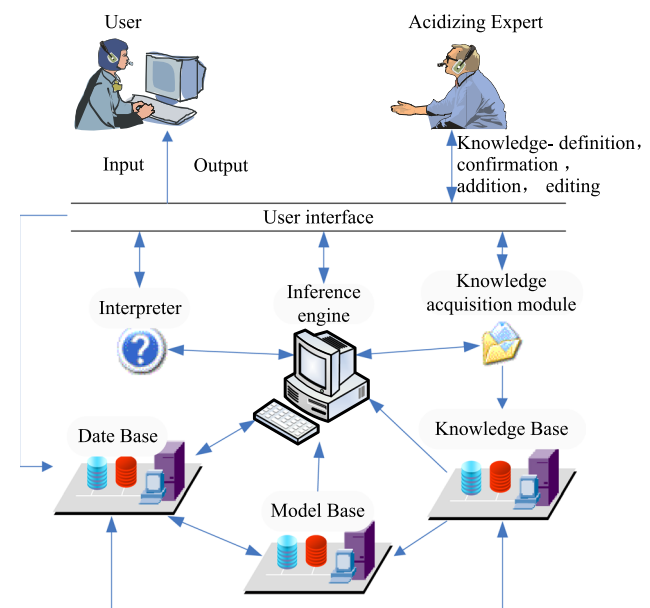 User
Acidizing Expert
Input
Output
Knowledge- definition，
confirmation ，
addition， editing
User interface
Interpreter
Inference
engine
Knowledge
acquisition module
Date Base
Knowledge Base
Model Base